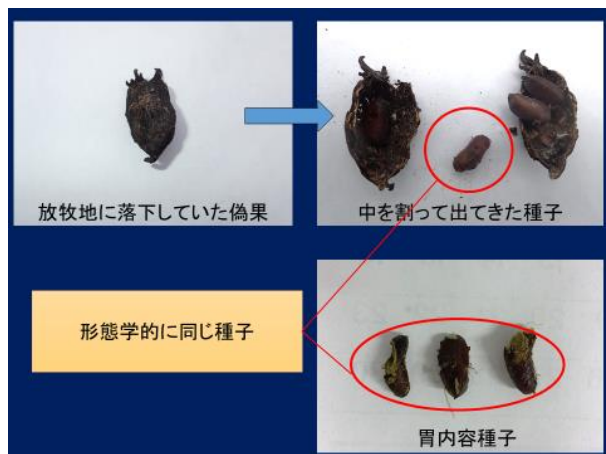 放牧地に落下していた偽果
中を割って出てきた種子
形態学的に同じ種子
胃内容種子